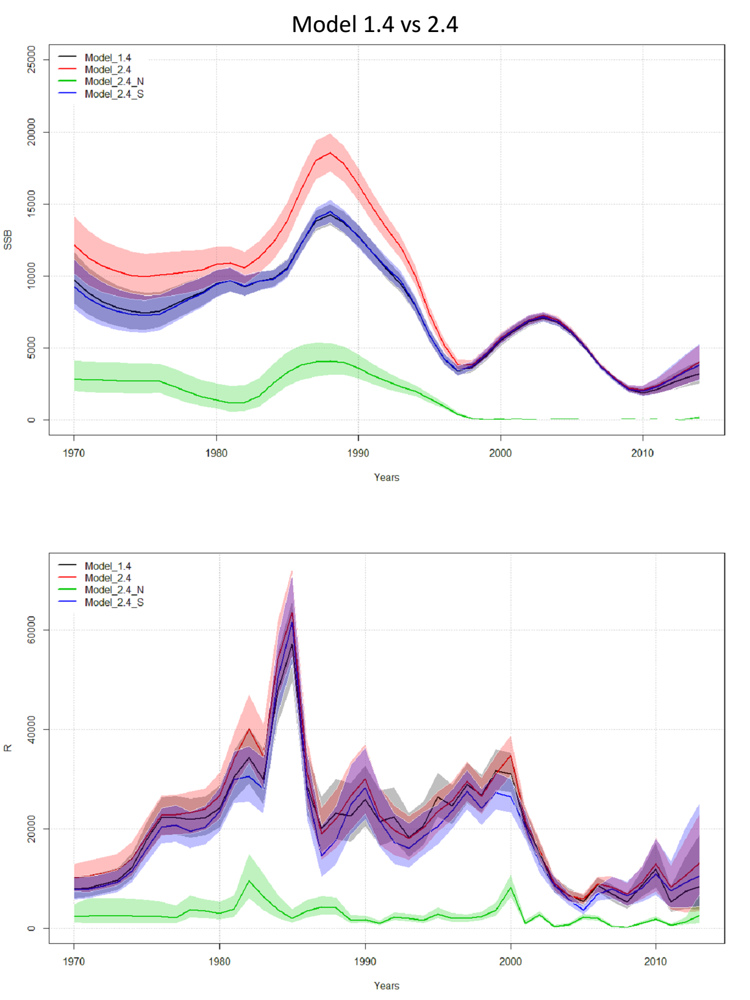 Model 1.4 vs 2.4
Model_1.4
Model_2.4
Model_2.4_N
Model_2.4_S
25000
20000
15000
10000
5000
0
SSB
1970 1980 1990 2000 2010
Years
Model_1.4
Model_2.4
Model_2.4_N
Model_2.4_S
60000
40000
20000
0
R
1970 1980 1990 2000 2010
Years